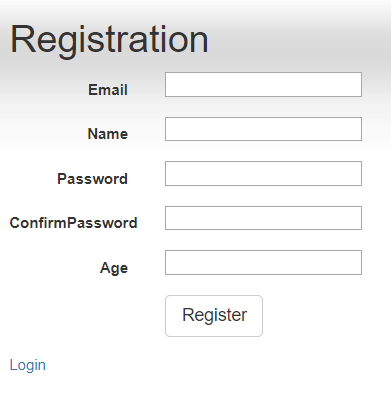 Registration
Email
Name
Password
ConfirmPassword
Age
Register
Login